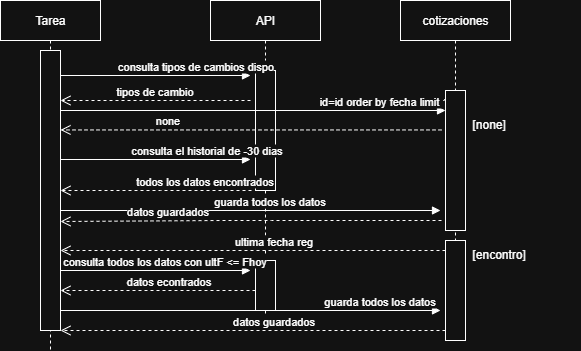 Tarea
API
cotizaciones
consulta tipos de cambios dispo
tipos de cambio
id=id order by fecha limit
none
[none]
consulta el historial de -30 dias
todos los datos encontrados
guarda todos los datos
datos guardados
ultima fecha reg
[encontro]
consulta todos los datos con ultF <= Fhoy
datos econtrados
guarda todos los datos
datos guardados